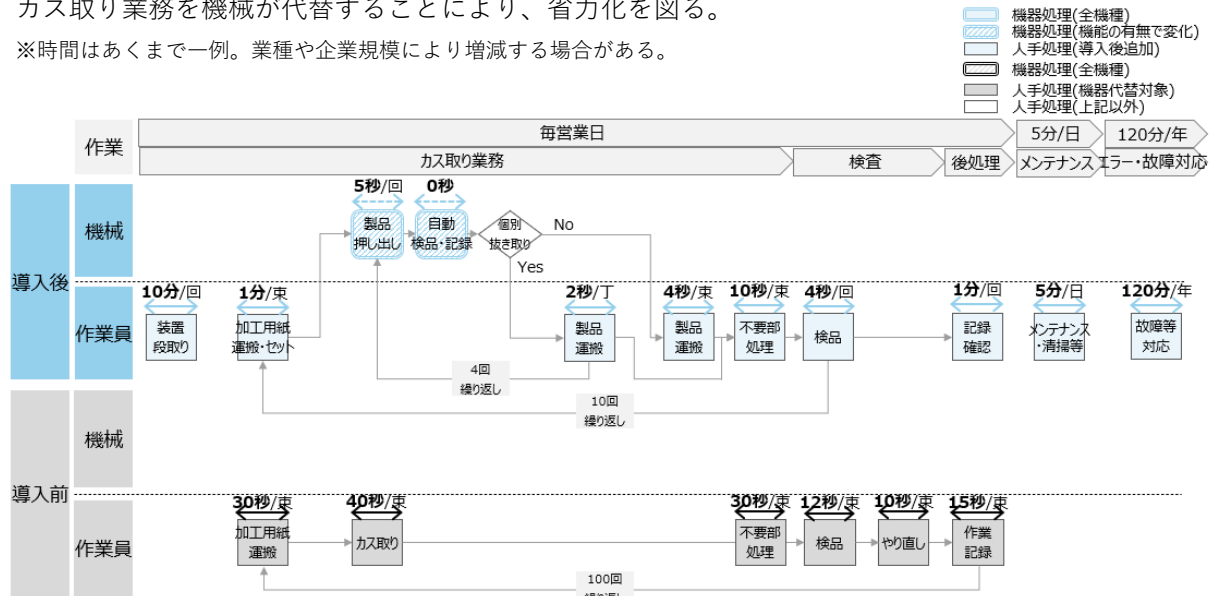 カス取り業務を機械が代替することにより、省力化を図る。
※時間はあくまで一例。業種や企業規模により増減する場合がある。
機器処理(全機種)
機器処理(機能の有無で変化)
人手処理(導入後追加)
機器処理(全機種)
人手処理(機器代替対象)
人手処理(上記以外)
作業
毎営業日
5分/日
120分/年
カス取り業務
検査
後処理
メンテナンス
エラー・故障対応
導入後
機械
5秒/回
0秒
製品
押し出し
自動
検品・記録
個別
抜き取り
No
Yes
作業員
10分/回
1分/束
2秒/丁
4秒/束
10秒/束
4秒/回
1分/回
5分/日
120分/年
装置
段取り
加工用紙
運搬・セット
製品
運搬
製品
運搬
不要部
処理
検品
記録
確認
メンテナンス
・清掃等
故障等
対応
4回
繰り返し
10回
繰り返し
導入前
機械
作業員
30秒/束
40秒/束
30秒/束
12秒/束
10秒/束
15秒/束
加工用紙
運搬
カス取り
不要部
処理
検品
やり直し
作業
記録
100回
繰り返し